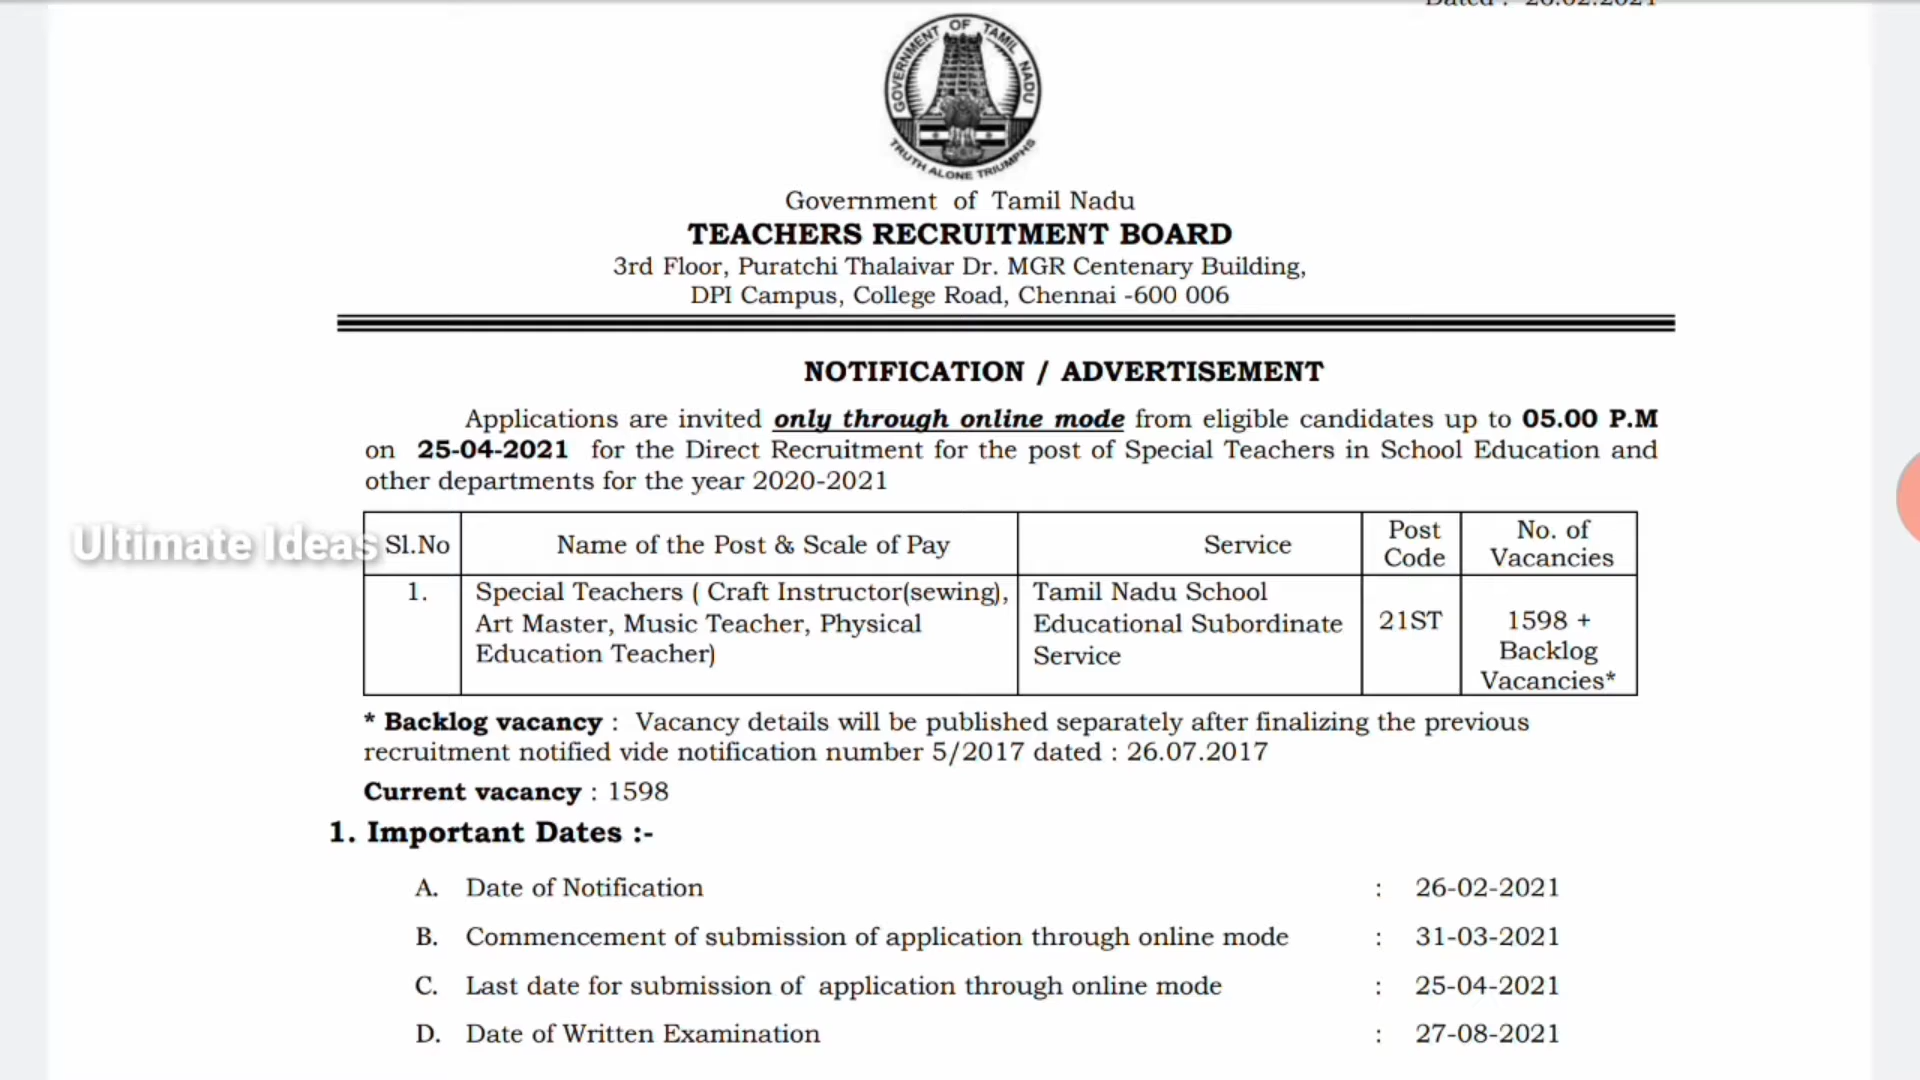 Dated : 26.02.2021
GOVERNMENT OF TAMIL NADU
TRUTH ALONE TRIUMPHS
Government of Tamil Nadu
TEACHERS RECRUITMENT BOARD
3rd Floor, Puratchi Thalaivar Dr. MGR Centenary Building,
DPI Campus, College Road, Chennai -600 006
NOTIFICATION / ADVERTISEMENT
Applications are invited only through online mode from eligible candidates up to 05.00 P.M
on 25-04-2021 for the Direct Recruitment for the post of Special Teachers in School Education and
other departments for the year 2020-2021
Ultimate Ideas
Sl.No Name of the Post & Scale of Pay Service Post Code No. of Vacancies
1. Special Teachers ( Craft Instructor(sewing), Tamil Nadu School
Art Master, Music Teacher, Physical Educational Subordinate 21ST 1598 +
Education Teacher) Service Backlog
Vacancies*
* Backlog vacancy : Vacancy details will be published separately after finalizing the previous
recruitment notified vide notification number 5/2017 dated : 26.07.2017
Current vacancy : 1598
1. Important Dates :-
A. Date of Notification : 26-02-2021
B. Commencement of submission of application through online mode : 31-03-2021
C. Last date for submission of application through online mode : 25-04-2021
D. Date of Written Examination : 27-08-2021